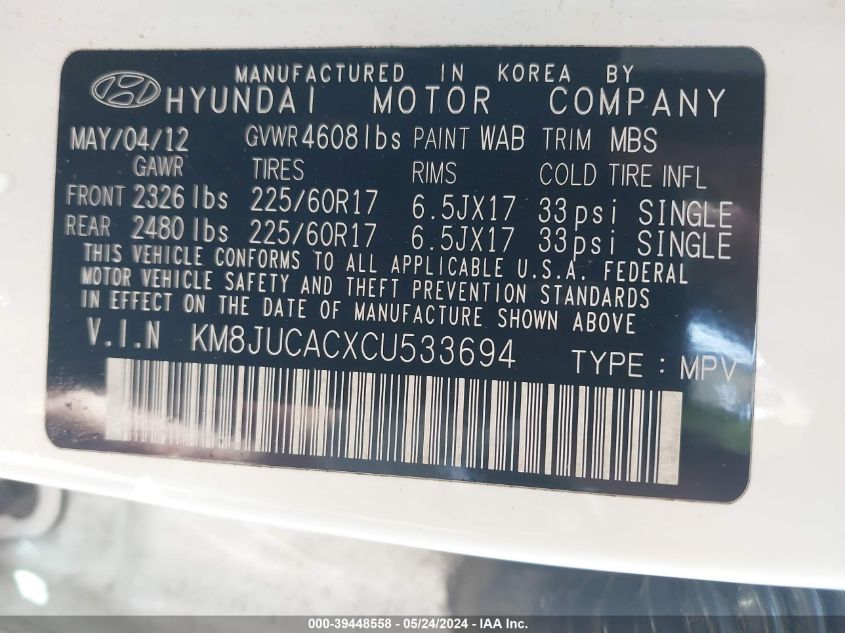 MANUFACTURED IN KOREA BY
HYUNDAI MOTOR COMPANY
MAY/04/12 GVWR 4608lbs PAINT WAB TRIM MBS
GAWR TIRES RIMS COLD TIRE INFL
FRONT 2326 lbs 225/60R17 6.5JX17 33psi SINGLE
REAR 2480 lbs 225/60R17 6.5JX17 33psi SINGLE
THIS VEHICLE CONFORMS TO ALL APPLICABLE U.S.A. FEDERAL
MOTOR VEHICLE SAFETY AND THEFT PREVENTION STANDARDS
IN EFFECT ON THE DATE OF MANUFACTURE SHOWN ABOVE
V.I.N KM8JUCACXCU533694 TYPE : MPV
000-39448558 - 05/24/2024 - IAA Inc.